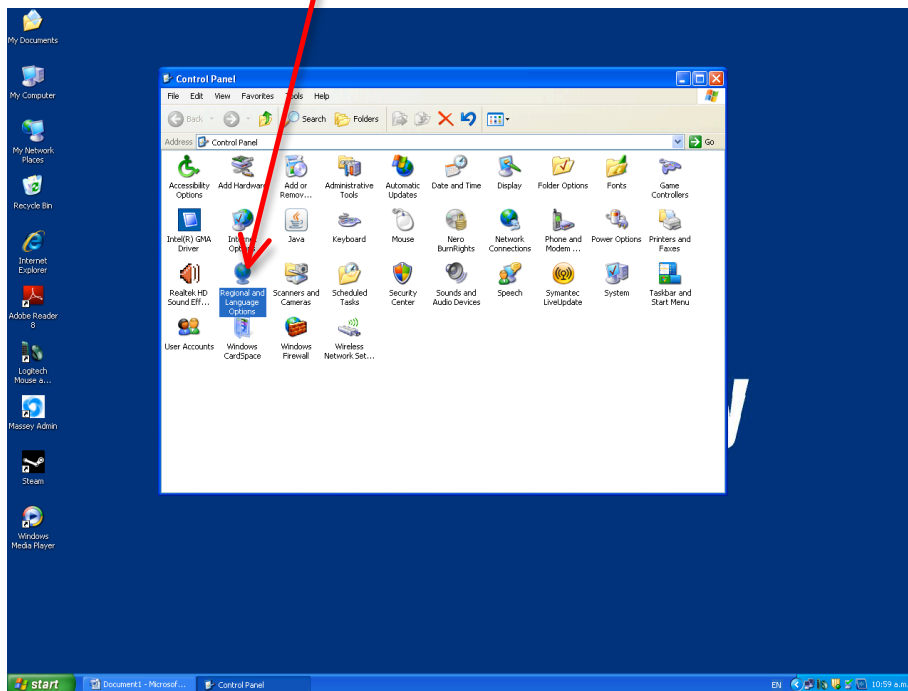 My Documents
My Computer
My Network
Places
Recycle Bin
Internet
Explorer
Adobe Reader
8
Logitech
Mouse a...
Massey Admin
Steam
Windows
Media Player
Control Panel
File Edit View Favorites Tools Help
Back Search Folders
Address Control Panel Go
Accessibility
Options
Add Hardware
Add or
Remov...
Administrative
Tools
Automatic
Updates
Date and Time
Display
Folder Options
Fonts
Game
Controllers
Intel(R) GMA
Driver
Internet
Options
Java
Keyboard
Mouse
Nero
BurnRights
Network
Connections
Phone and
Modem ...
Power Options
Printers and
Faxes
Realtek HD
Sound Eff...
Regional and
Language
Options
Scanners and
Cameras
Scheduled
Tasks
Security
Center
Sounds and
Audio Devices
Speech
Symantec
LiveUpdate
System
Taskbar and
Start Menu
User Accounts
Windows
CardSpace
Windows
Firewall
Wireless
Network Set...
start Document1 - Microsof... Control Panel EN 10:59 a.m.